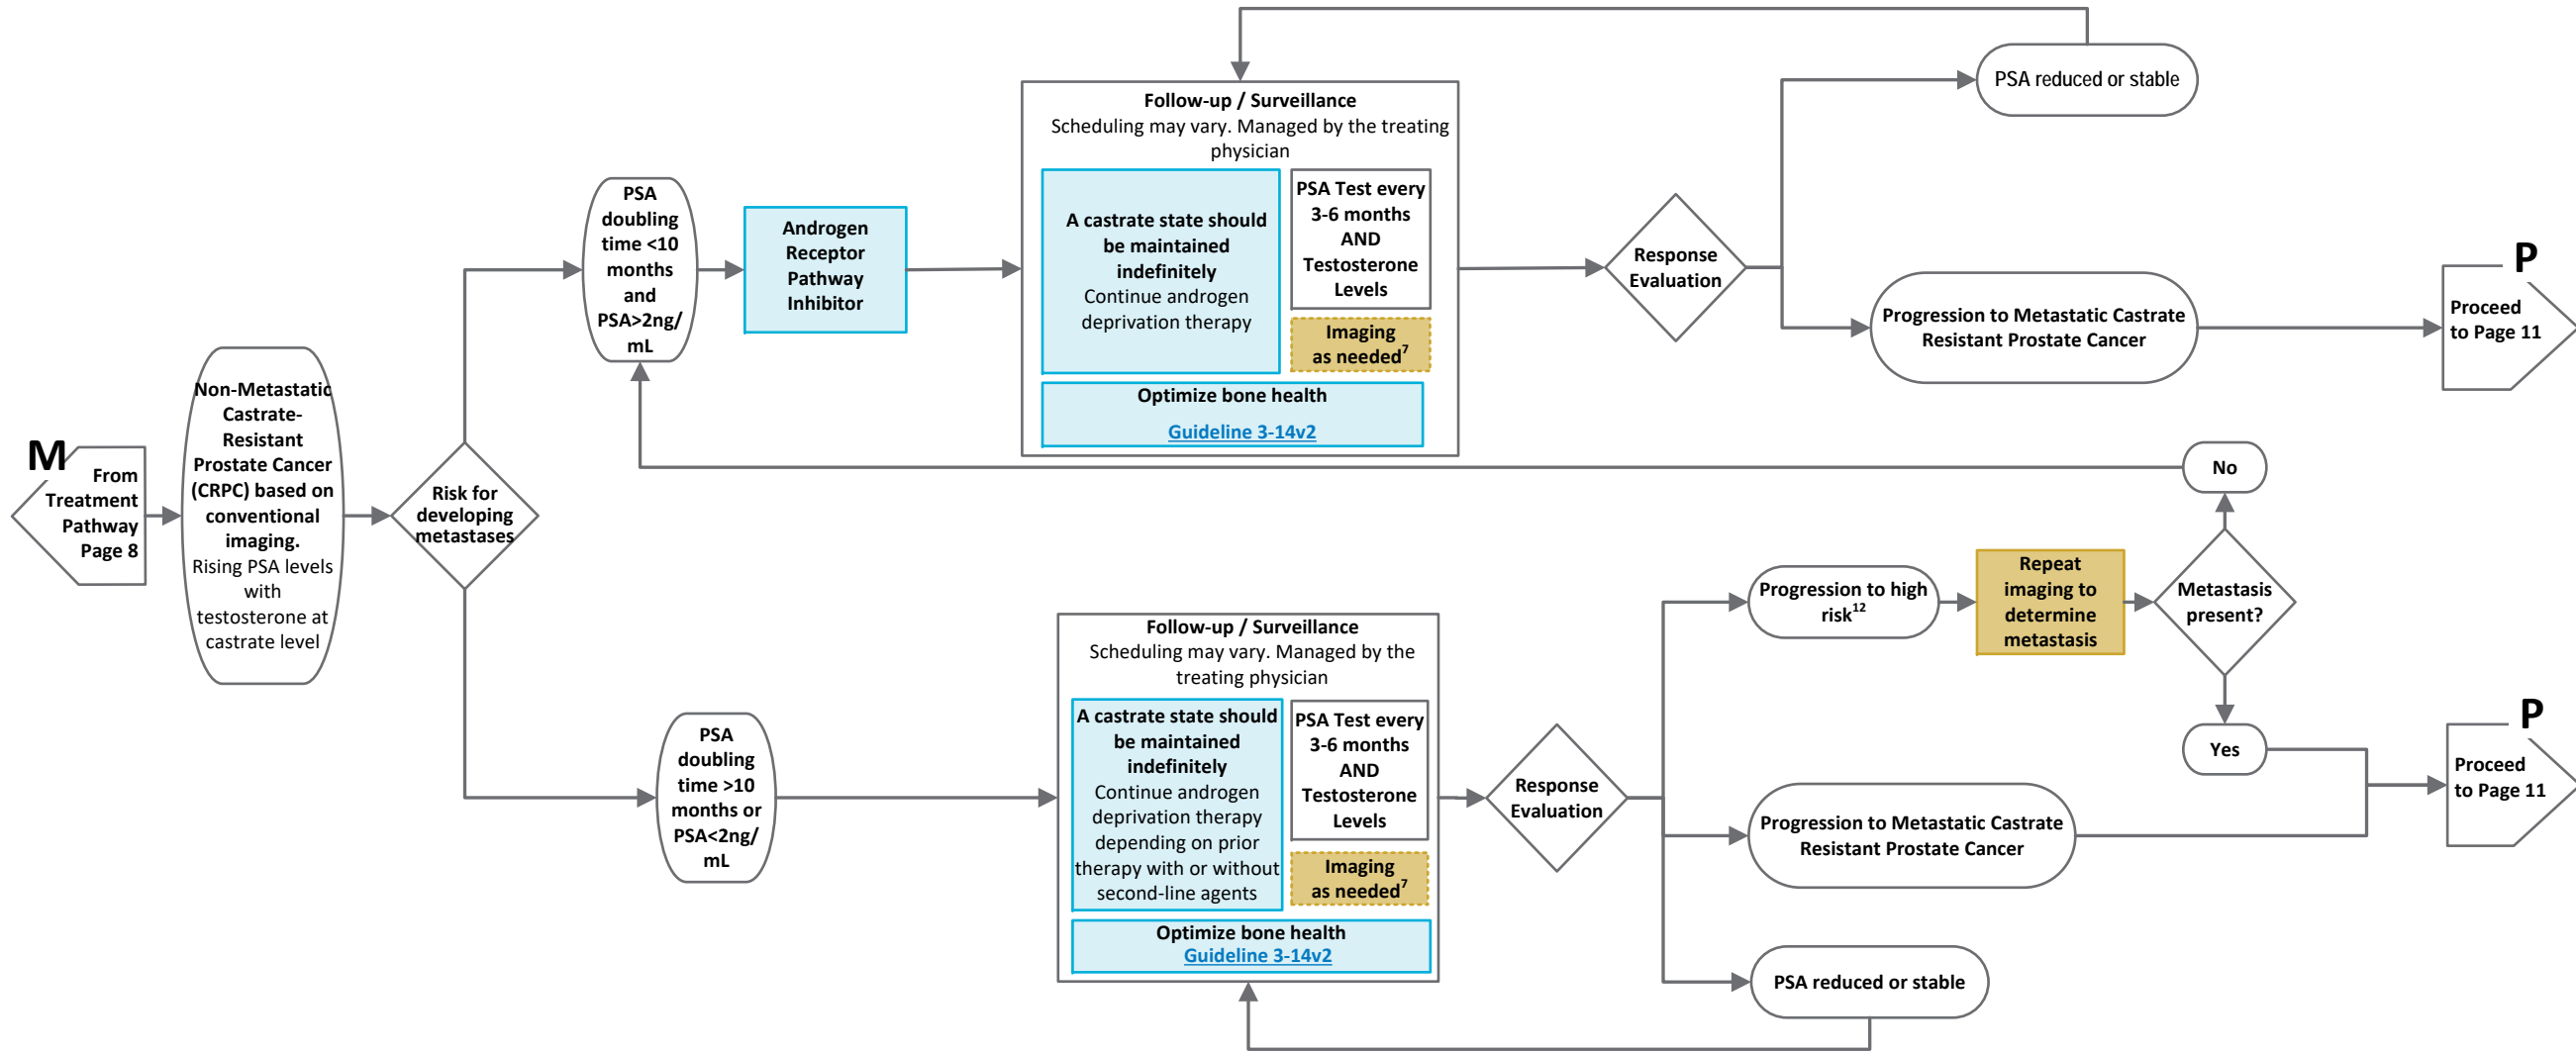 M
From
Treatment
Pathway
Page 8
Non-Metastatic
Castrate-
Resistant
Prostate Cancer
(CRPC) based on
conventional
imaging.
Rising PSA levels
with
testosterone at
castrate level
Risk for
developing
metastases
PSA
doubling
time <10
months
and
PSA>2ng/
mL
Androgen
Receptor
Pathway
Inhibitor
Follow-up / Surveillance
Scheduling may vary. Managed by the treating
physician
A castrate state should
be maintained
indefinitely
Continue androgen
deprivation therapy
PSA Test every
3-6 months
AND
Testosterone
Levels
Imaging
as needed7
Optimize bone health
Guideline 3-14v2
Response
Evaluation
PSA reduced or stable
Progression to Metastatic Castrate
Resistant Prostate Cancer
P
Proceed
to Page 11
PSA
doubling
time >10
months or
PSA<2ng/
mL
Follow-up / Surveillance
Scheduling may vary. Managed by the
treating physician
A castrate state should
be maintained
indefinitely
Continue androgen
deprivation therapy
depending on prior
therapy with or without
second-line agents
PSA Test every
3-6 months
AND
Testosterone
Levels
Imaging
as needed7
Optimize bone health
Guideline 3-14v2
Response
Evaluation
Progression to high
risk12
Repeat
imaging to
determine
metastasis
Metastasis
present?
No
Yes
Progression to Metastatic Castrate
Resistant Prostate Cancer
PSA reduced or stable
P
Proceed
to Page 11